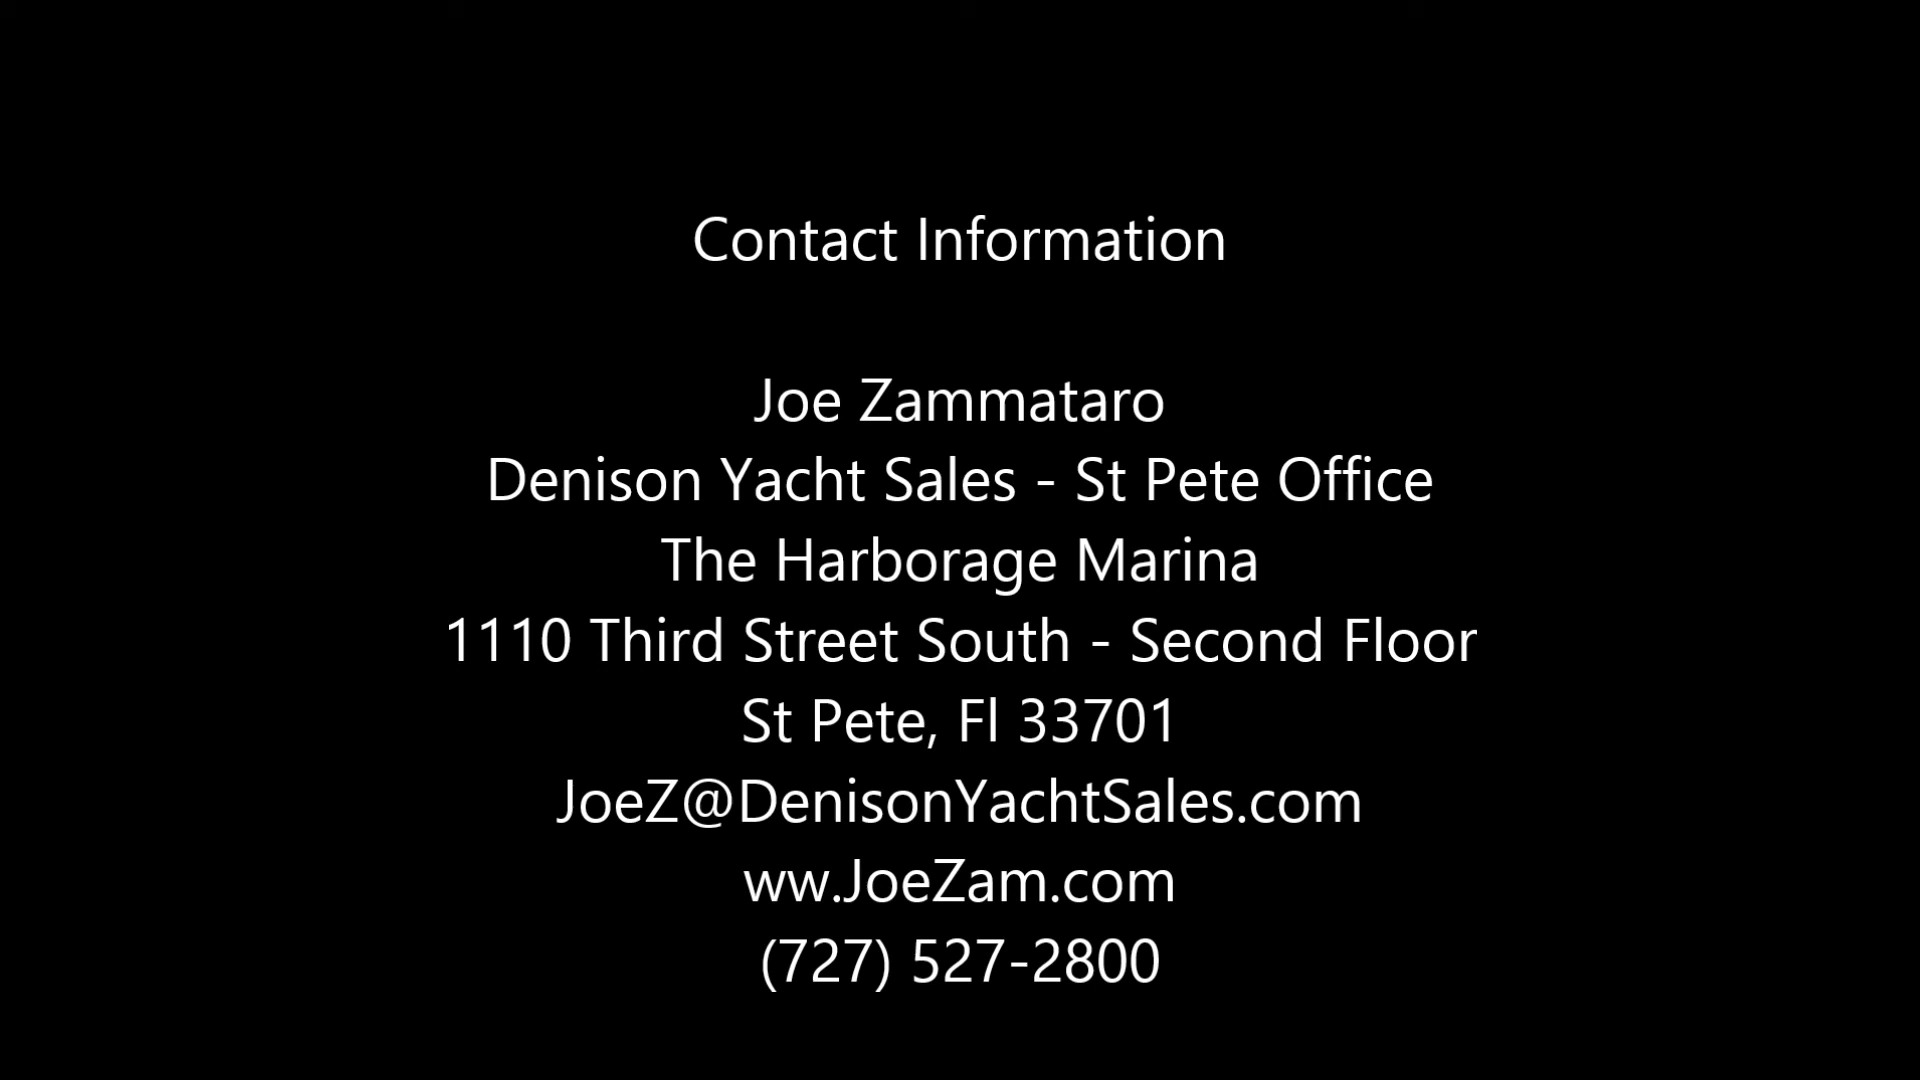 Contact Information
Joe Zammataro
Denison Yacht Sales - St Pete Office
The Harborage Marina
1110 Third Street South - Second Floor
St Pete, Fl 33701
JoeZ@DenisonYachtSales.com
ww.JoeZam.com
(727) 527-2800